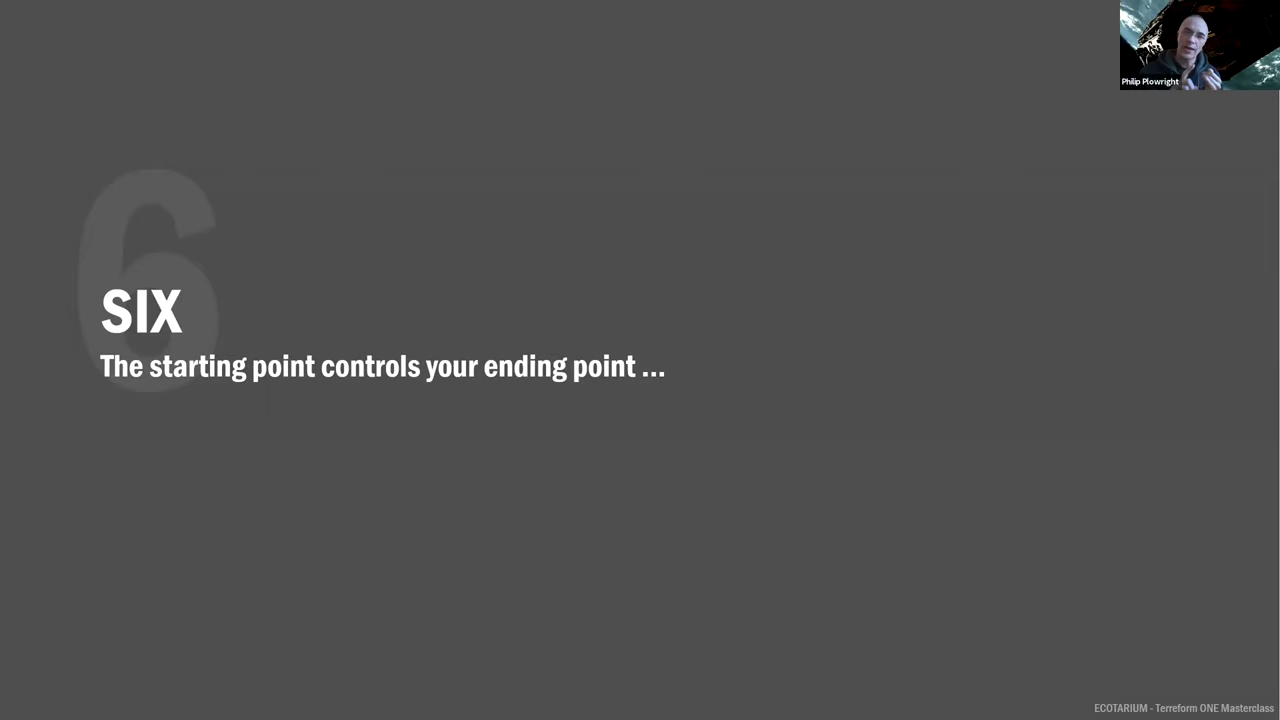 Philip Plowright
6
SIX
The starting point controls your ending point ...
ECOTARIUM - Terreform ONE Masterclass